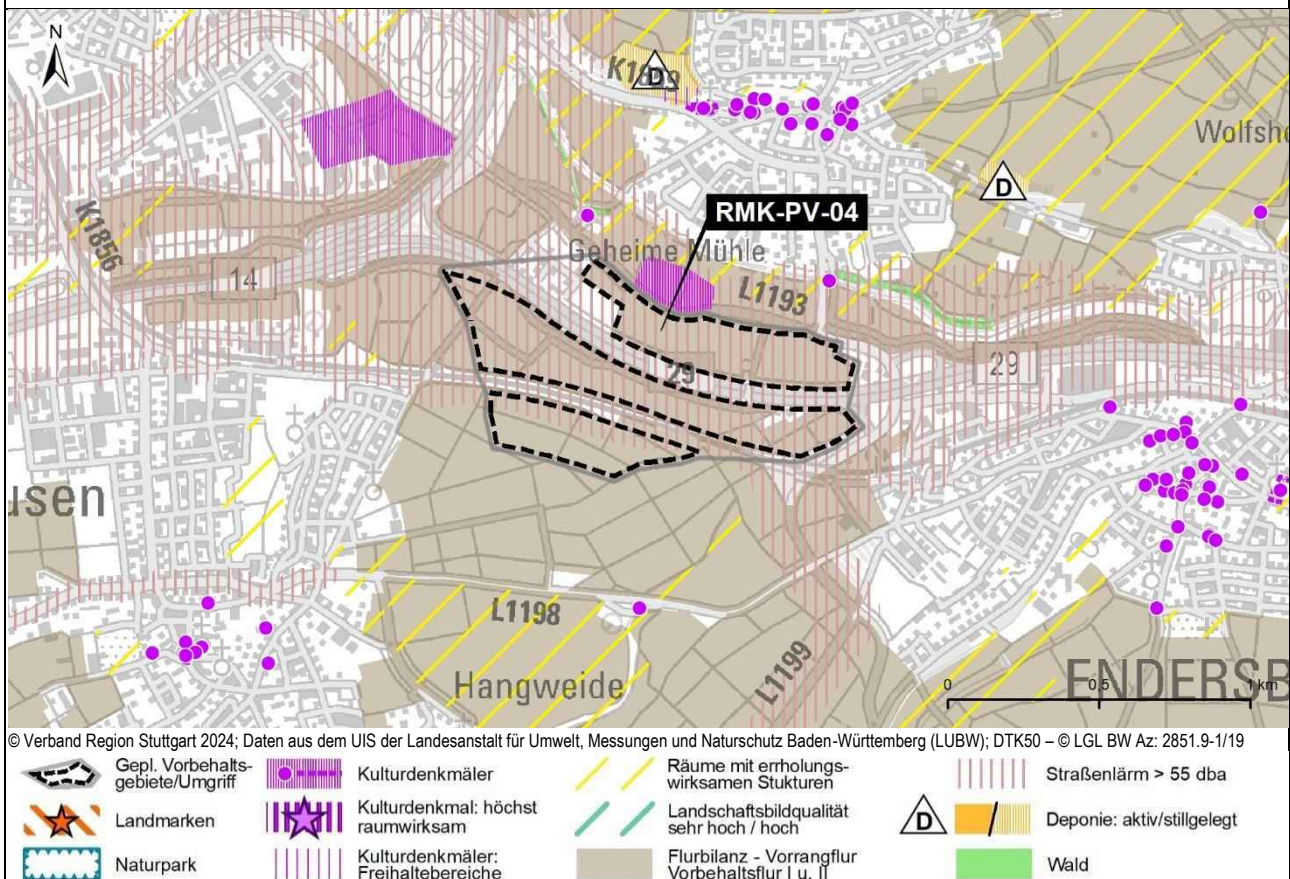 N
K1699
D
Wolfsh
D
RMK-PV-04
Geheime Mühle
K1856
14
L1193
29
29
usen
L1198
L1199
Hangweide
ENDERSB
0
0,5
1 km
© Verband Region Stuttgart 2024; Daten aus dem UIS der Landesanstalt für Umwelt, Messungen und Naturschutz Baden-Württemberg (LUBW); DTK50 – © LGL BW Az: 2851.9-1/19
Gepl. Vorbehalts-
gebiete/Umgriff
Landmarken
Naturpark
Kulturdenkmäler
Kulturdenkmal: höchst
raumwirksam
Kulturdenkmäler:
Freihaltebereiche
Räume mit errholungs-
wirksamen Stukturen
Landschaftsbildqualität
sehr hoch / hoch
Flurbilanz - Vorrangflur
Vorbehaltsflur I u. II
Straßenlärm > 55 dba
D
Deponie: aktiv/stillgelegt
Wald